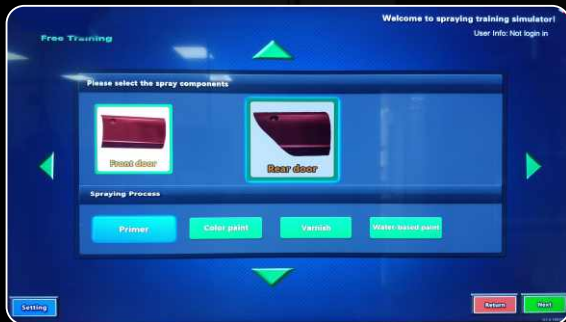 Welcome to spraying training simulator!
Free Training
User Info: Not login in
Please select the spray components
Front door
Rear door
Spraying Process
Primer
Color paint
Varnish
Water-based paint
Setting
Return
Next